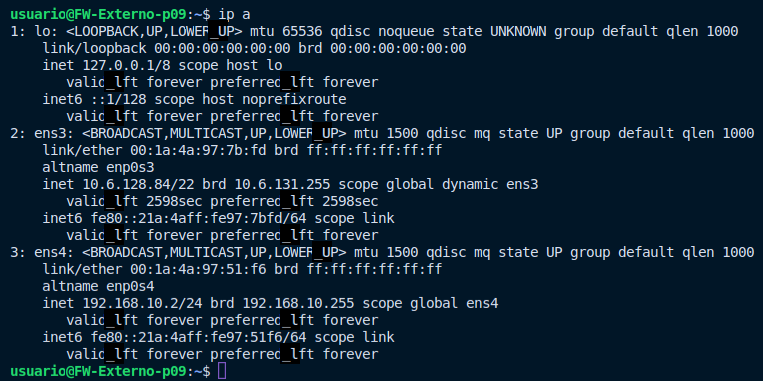 usuario@FW-Externo-p09:~$ ip a
1: lo: <LOOPBACK,UP,LOWER_UP> mtu 65536 qdisc noqueue state UNKNOWN group default qlen 1000
    link/loopback 00:00:00:00:00:00 brd 00:00:00:00:00:00
    inet 127.0.0.1/8 scope host lo
       valid_lft forever preferred_lft forever
    inet6 ::1/128 scope host noprefixroute
       valid_lft forever preferred_lft forever
2: ens3: <BROADCAST,MULTICAST,UP,LOWER_UP> mtu 1500 qdisc mq state UP group default qlen 1000
    link/ether 00:1a:4a:97:7b:fd brd ff:ff:ff:ff:ff:ff
    altname enp0s3
    inet 10.6.128.84/22 brd 10.6.131.255 scope global dynamic ens3
       valid_lft 2598sec preferred_lft 2598sec
    inet6 fe80::21a:4aff:fe97:7bfd/64 scope link
       valid_lft forever preferred_lft forever
3: ens4: <BROADCAST,MULTICAST,UP,LOWER_UP> mtu 1500 qdisc mq state UP group default qlen 1000
    link/ether 00:1a:4a:97:51:f6 brd ff:ff:ff:ff:ff:ff
    altname enp0s4
    inet 192.168.10.2/24 brd 192.168.10.255 scope global ens4
       valid_lft forever preferred_lft forever
    inet6 fe80::21a:4aff:fe97:51f6/64 scope link
       valid_lft forever preferred_lft forever
usuario@FW-Externo-p09:~$